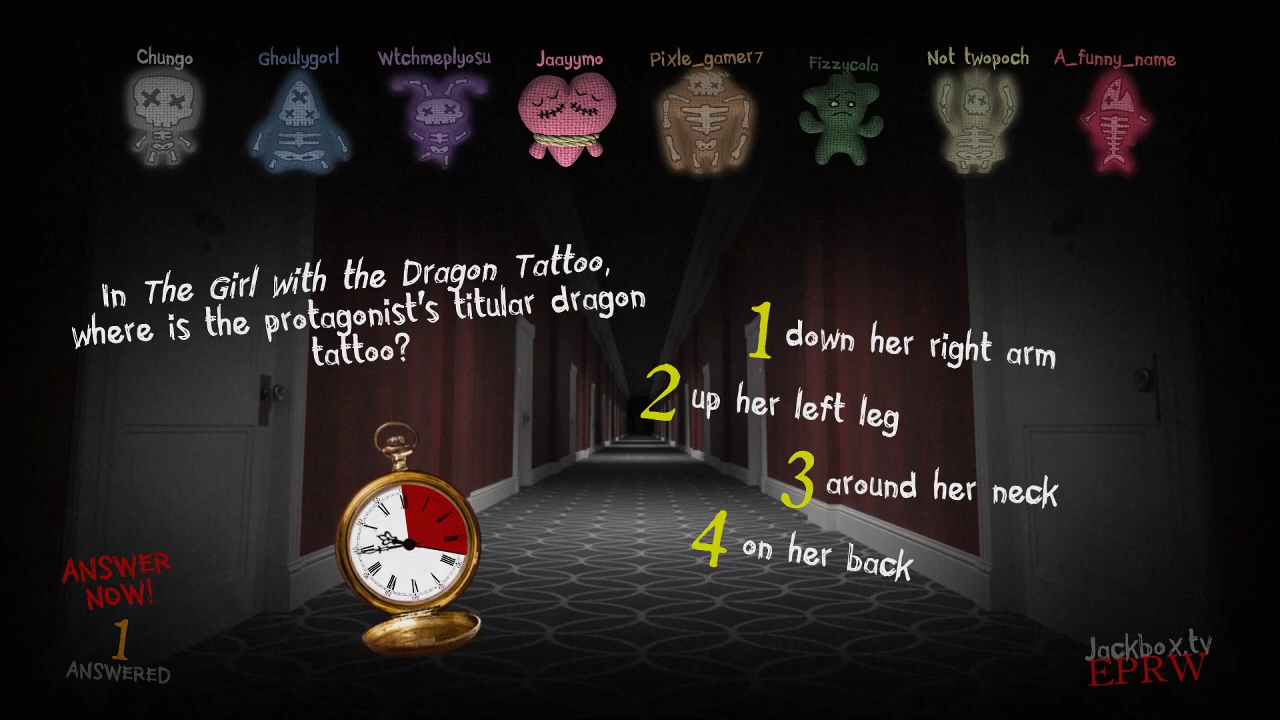 Chungo
Ghoulygorl
Wtchmeplyosu
Jaayymo
Pixle_gamer7
Fizzycola
Not twopoch
A_funny_name
In The Girl with the Dragon Tattoo,
where is the protagonist's titular dragon
tattoo?
1 down her right arm
2 up her left leg
3 around her neck
4 on her back
ANSWER
NOW!
1
ANSWERED
Jackbox.tv
EPRW